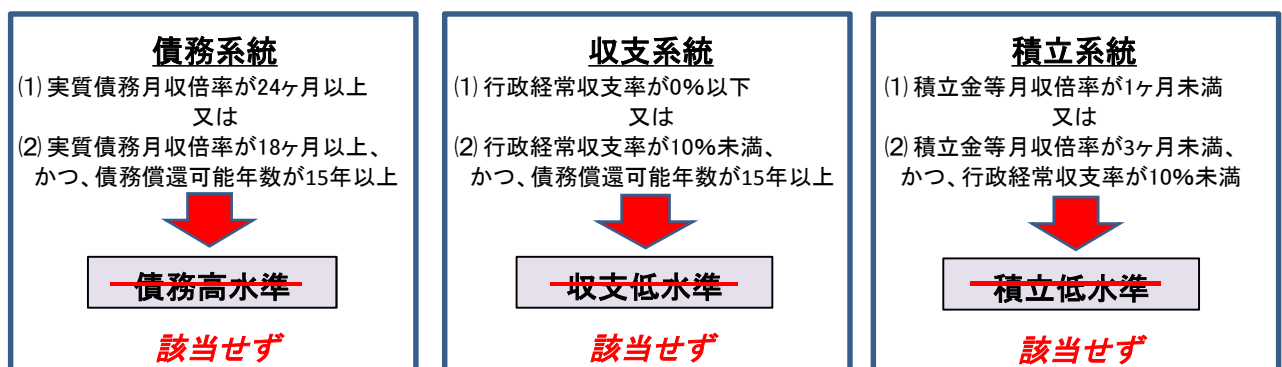 債務系統
⑴ 実質債務月収倍率が24ヶ月以上
又は
⑵ 実質債務月収倍率が18ヶ月以上、
かつ、債務償還可能年数が15年以上
債務高水準
該当せず
収支系統
⑴ 行政経常収支率が0%以下
又は
⑵ 行政経常収支率が10%未満、
かつ、債務償還可能年数が15年以上
収支低水準
該当せず
積立系統
⑴ 積立金等月収倍率が1ヶ月未満
又は
⑵ 積立金等月収倍率が3ヶ月未満、
かつ、行政経常収支率が10%未満
積立低水準
該当せず